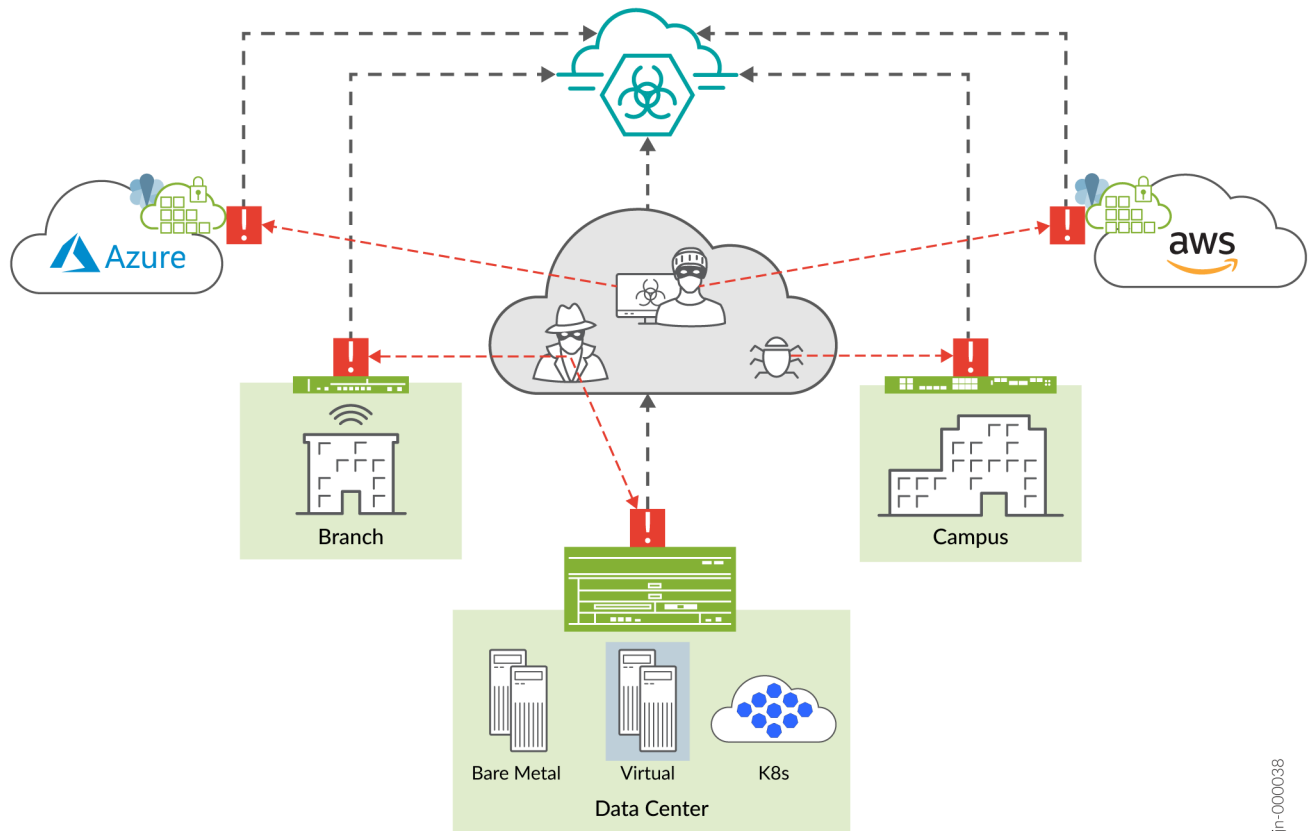 Azure
aws
Branch
Campus
Bare Metal
Virtual
K8s
Data Center
jn-000038